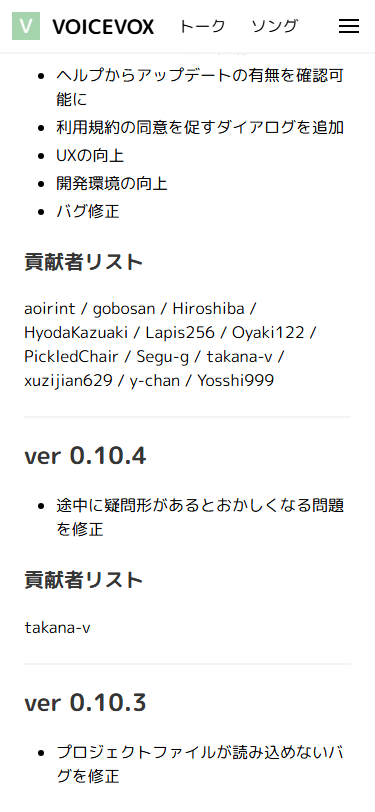 V VOICEVOX トーク ソング
ヘルプからアップデートの有無を確認可
能に
利用規約の同意を促すダイアログを追加
UXの向上
開発環境の向上
バグ修正
貢献者リスト
aoirint / gobosan / Hiroshiba /
HyodaKazuaki / Lapis256 / Oyaki122 /
PickledChair / Segu-g / takana-v /
xuzijian629 / y-chan / Yosshi999
ver 0.10.4
途中に疑問形があるとおかしくなる問題
を修正
貢献者リスト
takana-v
ver 0.10.3
プロジェクトファイルが読み込めないバ
グを修正